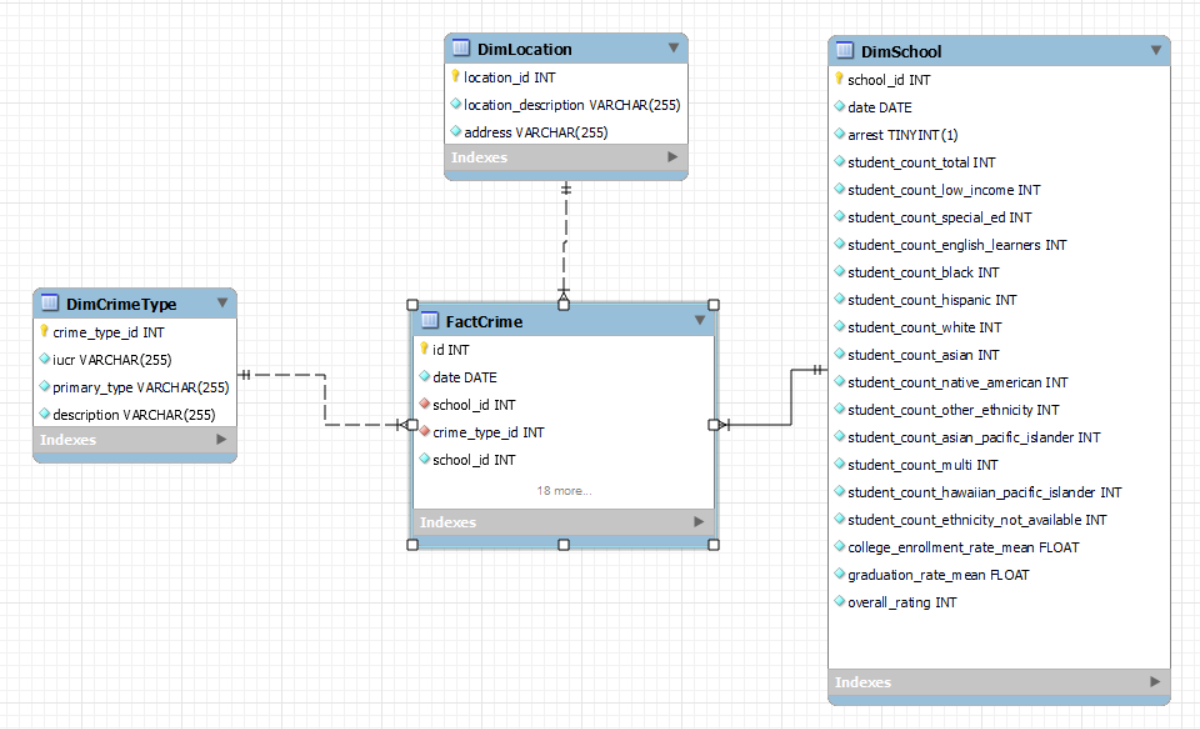 DimLocation
location_id INT
location_description VARCHAR(255)
address VARCHAR(255)
Indexes
DimSchool
school_id INT
date DATE
arrest TINYINT(1)
student_count_total INT
student_count_low_income INT
student_count_special_ed INT
student_count_english_learners INT
student_count_black INT
student_count_hispanic INT
student_count_white INT
student_count_asian INT
student_count_native_american INT
student_count_other_ethnicity INT
student_count_asian_pacific_islander INT
student_count_multi INT
student_count_hawaiian_pacific_islander INT
student_count_ethnicity_not_available INT
college_enrollment_rate_mean FLOAT
graduation_rate_mean FLOAT
overall_rating INT
Indexes
DimCrimeType
crime_type_id INT
iucr VARCHAR(255)
primary_type VARCHAR(255)
description VARCHAR(255)
Indexes
FactCrime
id INT
date DATE
school_id INT
crime_type_id INT
school_id INT
18 more...
Indexes